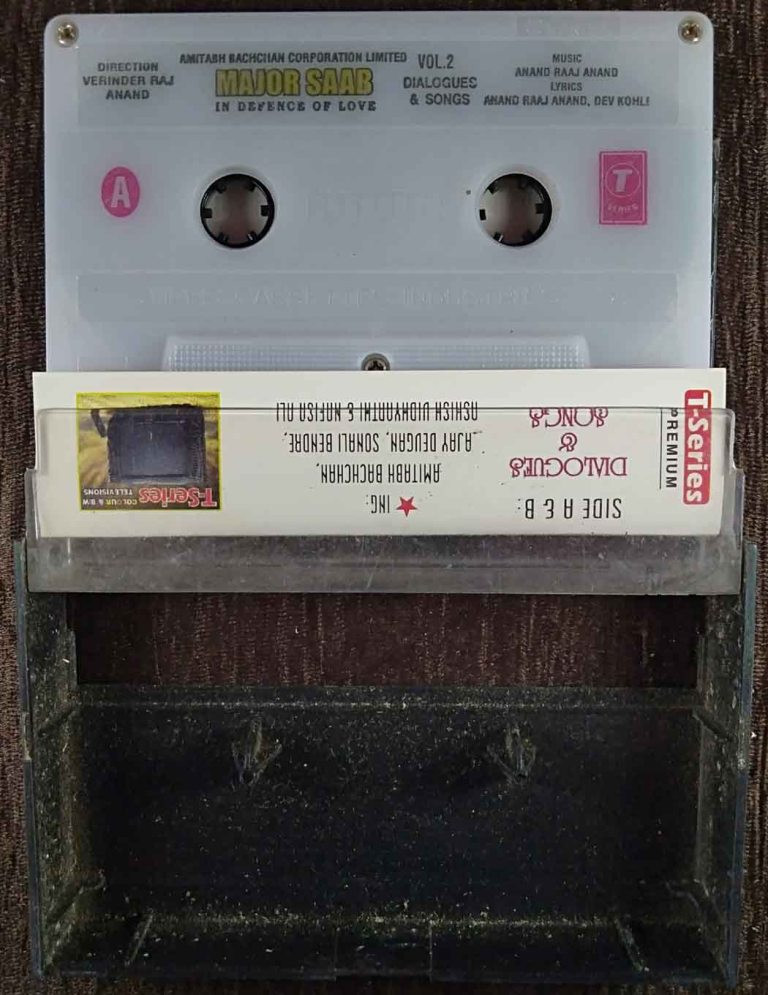 DIRECTION
VERINDER RAJ
ANAND
AMITABH BACHCHAN CORPORATION LIMITED
MAJOR SAAB
IN DEFENCE OF LOVE
VOL.2
DIALOGUES
& SONGS
MUSIC
ANAND RAAJ ANAND
LYRICS
ANAND RAAJ ANAND, DEV KOHLI
A
T
SERIES
T-Series
PREMIUM
SIDE A & B:
DIALOGUES
&
SONGS
★ING:
AMITABH BACHCHAN,
AJAY DEVGAN, SONALI BENDRE,
ASHISH VIDHYARTHI & NAFISA ALI
T-Series
COLOUR & B/W
TELEVISIONS